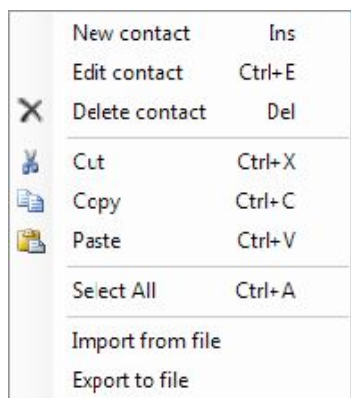 New contact Ins
Edit contact Ctrl+E
Delete contact Del
Cut Ctrl+X
Copy Ctrl+C
Paste Ctrl+V
Select All Ctrl+A
Import from file
Export to file